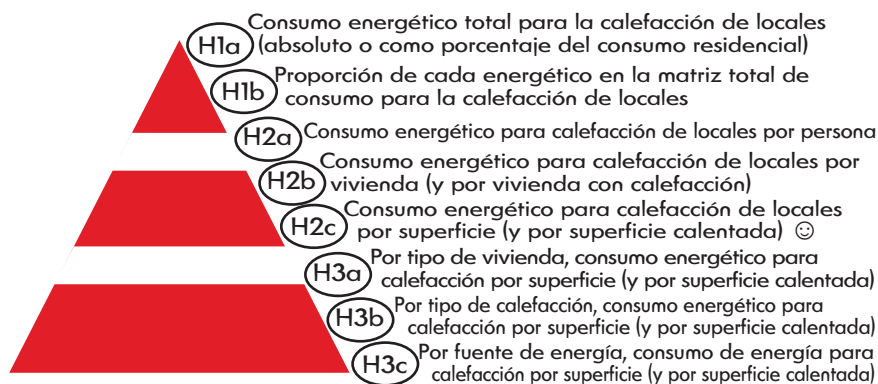 H1a Consumo energético total para la calefacción de locales
(absoluto o como porcentaje del consumo residencial)
H1b Proporción de cada energético en la matriz total de
consumo para la calefacción de locales
H2a Consumo energético para calefacción de locales por persona
H2b Consumo energético para calefacción de locales por
vivienda (y por vivienda con calefacción)
H2c Consumo energético para calefacción de locales
por superficie (y por superficie calentada) ☺
H3a Por tipo de vivienda, consumo energético para
calefacción por superficie (y por superficie calentada)
H3b Por tipo de calefacción, consumo energético para
calefacción por superficie (y por superficie calentada)
H3c Por fuente de energía, consumo de energía para
calefacción por superficie (y por superficie calentada)